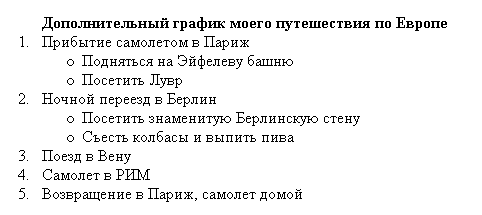 Дополнительный график моего путешествия по Европе
1. Прибытие самолетом в Париж
o Подняться на Эйфелеву башню
o Посетить Лувр
2. Ночной переезд в Берлин
o Посетить знаменитую Берлинскую стену
o Съесть колбасы и выпить пива
3. Поезд в Вену
4. Самолет в РИМ
5. Возвращение в Париж, самолет домой